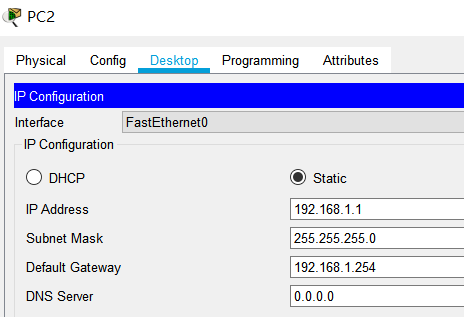 PC2
Physical Config Desktop Programming Attributes
IP Configuration
Interface FastEthernet0
IP Configuration
DHCP Static
IP Address 192.168.1.1
Subnet Mask 255.255.255.0
Default Gateway 192.168.1.254
DNS Server 0.0.0.0